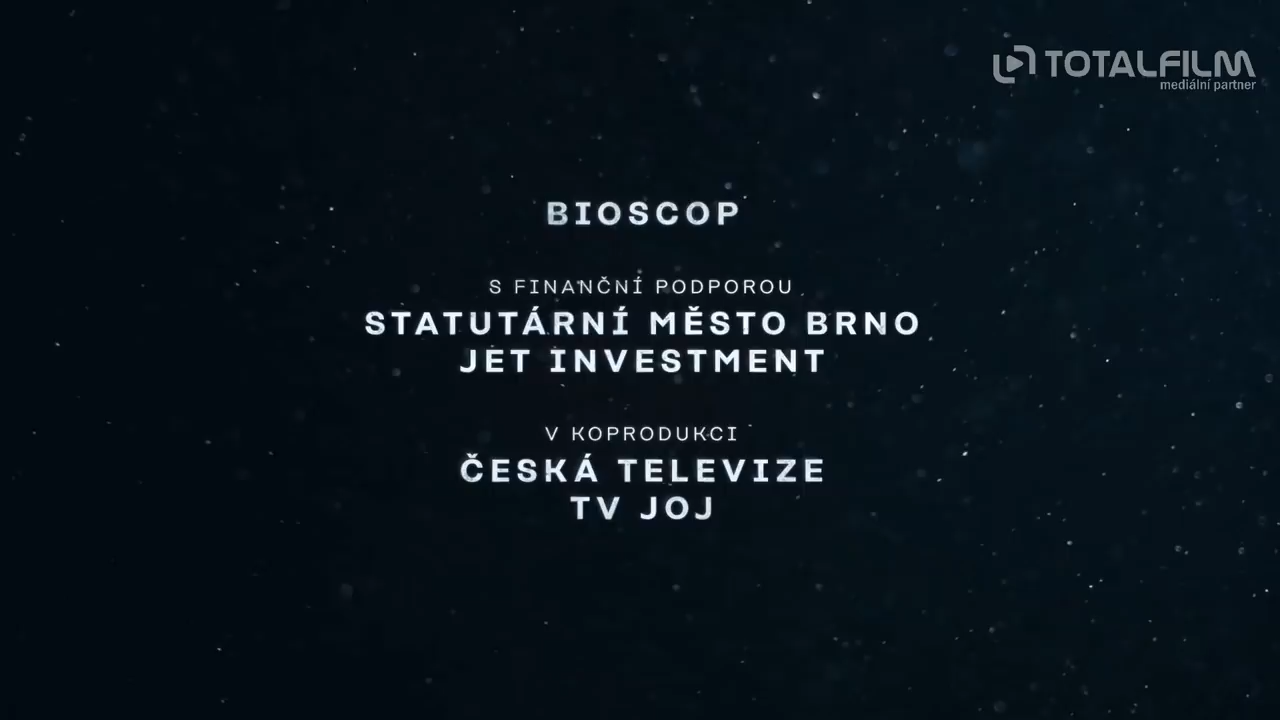 TOTALFILM
mediální partner
BIOSCOP
S FINANČNÍ PODPOROU
STATUTÁRNÍ MĚSTO BRNO
JET INVESTMENT
V KOPRODUKCI
ČESKÁ TELEVIZE
TV JOJ